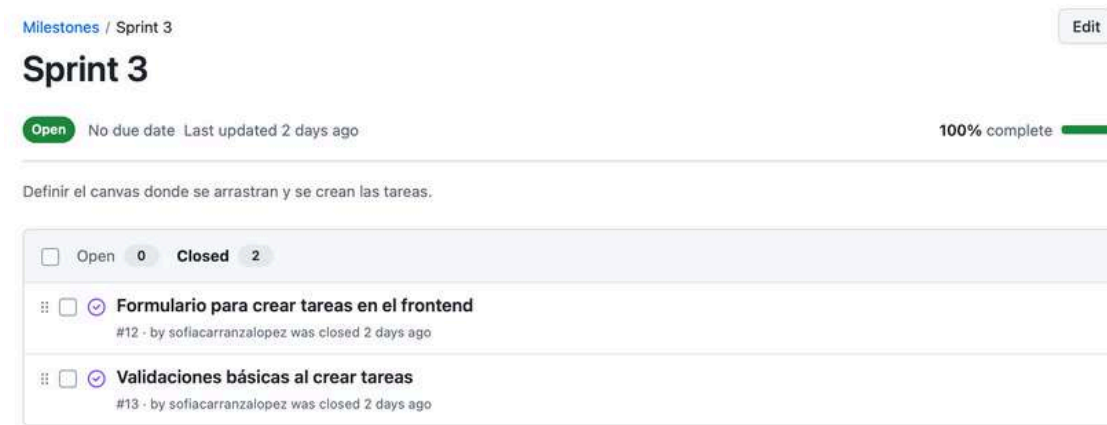 Milestones / Sprint 3
Edit
Sprint 3
Open No due date Last updated 2 days ago
100% complete
Definir el canvas donde se arrastran y se crean las tareas.
Open 0 Closed 2
Formulario para crear tareas en el frontend
#12 · by sofiacarranzalopez was closed 2 days ago
Validaciones básicas al crear tareas
#13 · by sofiacarranzalopez was closed 2 days ago